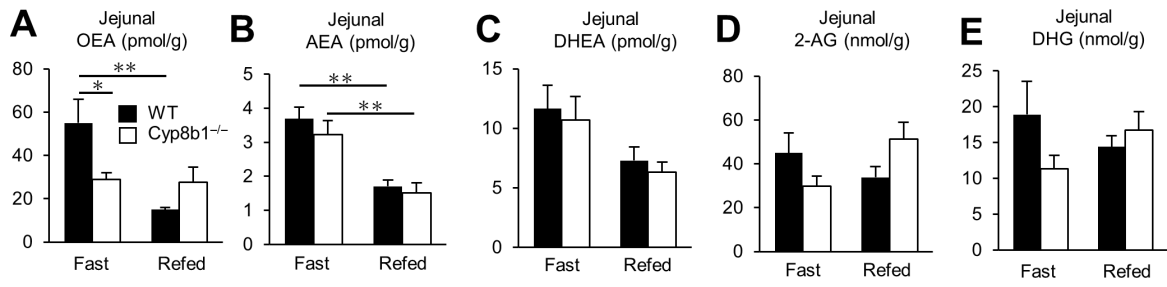 A
Jejunal
OEA (pmol/g)
80
60
40
20
0
**
*
WT
Cyp8b1−/−
Fast
Refed
B
Jejunal
AEA (pmol/g)
5
4
3
2
1
0
**
**
Fast
Refed
C
Jejunal
DHEA (pmol/g)
15
10
5
0
Fast
Refed
D
Jejunal
2-AG (nmol/g)
80
60
40
20
0
Fast
Refed
E
Jejunal
DHG (nmol/g)
25
20
15
10
5
0
Fast
Refed